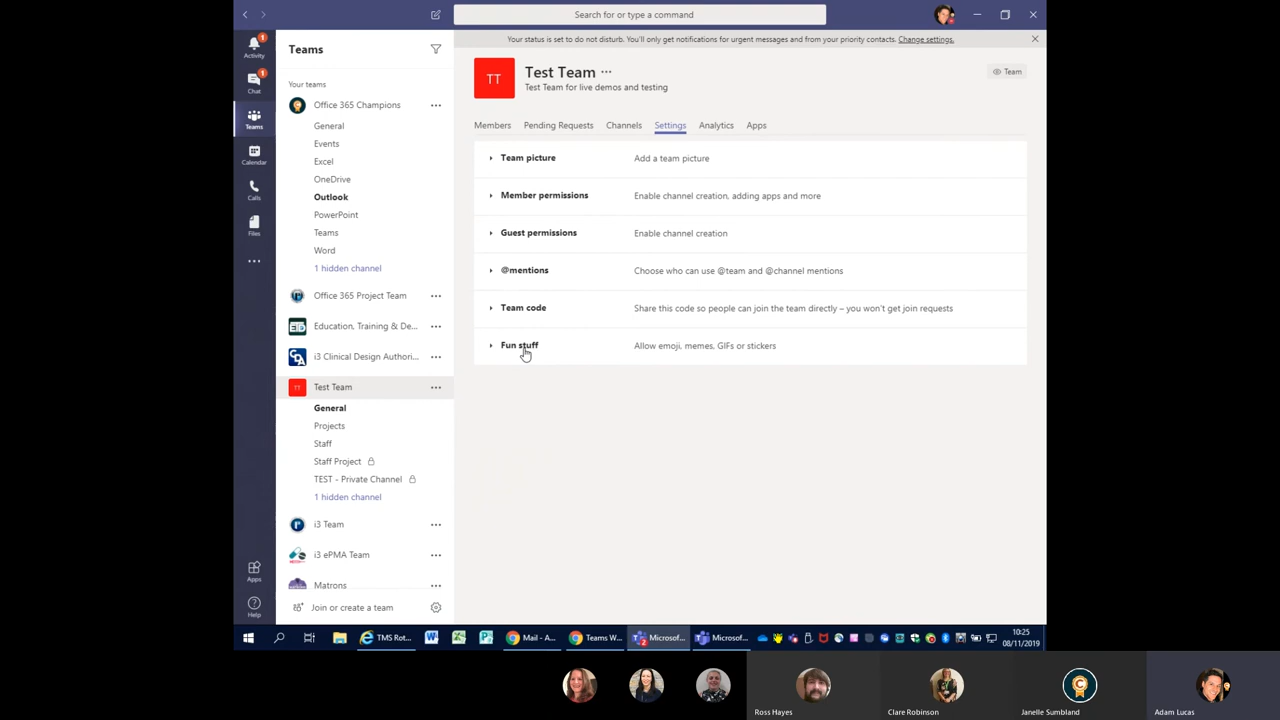 Search for or type a command
Your status is set to do not disturb. You'll only get notifications for urgent messages and from your priority contacts. Change settings.
1
Activity
1
Chat
Teams
Calendar
Calls
Files
Apps
Help
Teams
Your teams
Office 365 Champions
General
Events
Excel
OneDrive
Outlook
PowerPoint
Teams
Word
1 hidden channel
Office 365 Project Team
Education, Training & De...
i3 Clinical Design Authori...
TT Test Team
General
Projects
Staff
Staff Project
TEST - Private Channel
1 hidden channel
i3 Team
i3 ePMA Team
Matrons
Join or create a team
TT
Test Team ...
Test Team for live demos and testing
Team
Members Pending Requests Channels Settings Analytics Apps
Team picture Add a team picture
Member permissions Enable channel creation, adding apps and more
Guest permissions Enable channel creation
@mentions Choose who can use @team and @channel mentions
Team code Share this code so people can join the team directly – you won't get join requests
Fun stuff Allow emoji, memes, GIFs or stickers
TMS Rot... Mail - A... Teams W... Microsof... Microsof...
10:25
08/11/2019
Ross Hayes
Clare Robinson
Janelle Sumbland
Adam Lucas